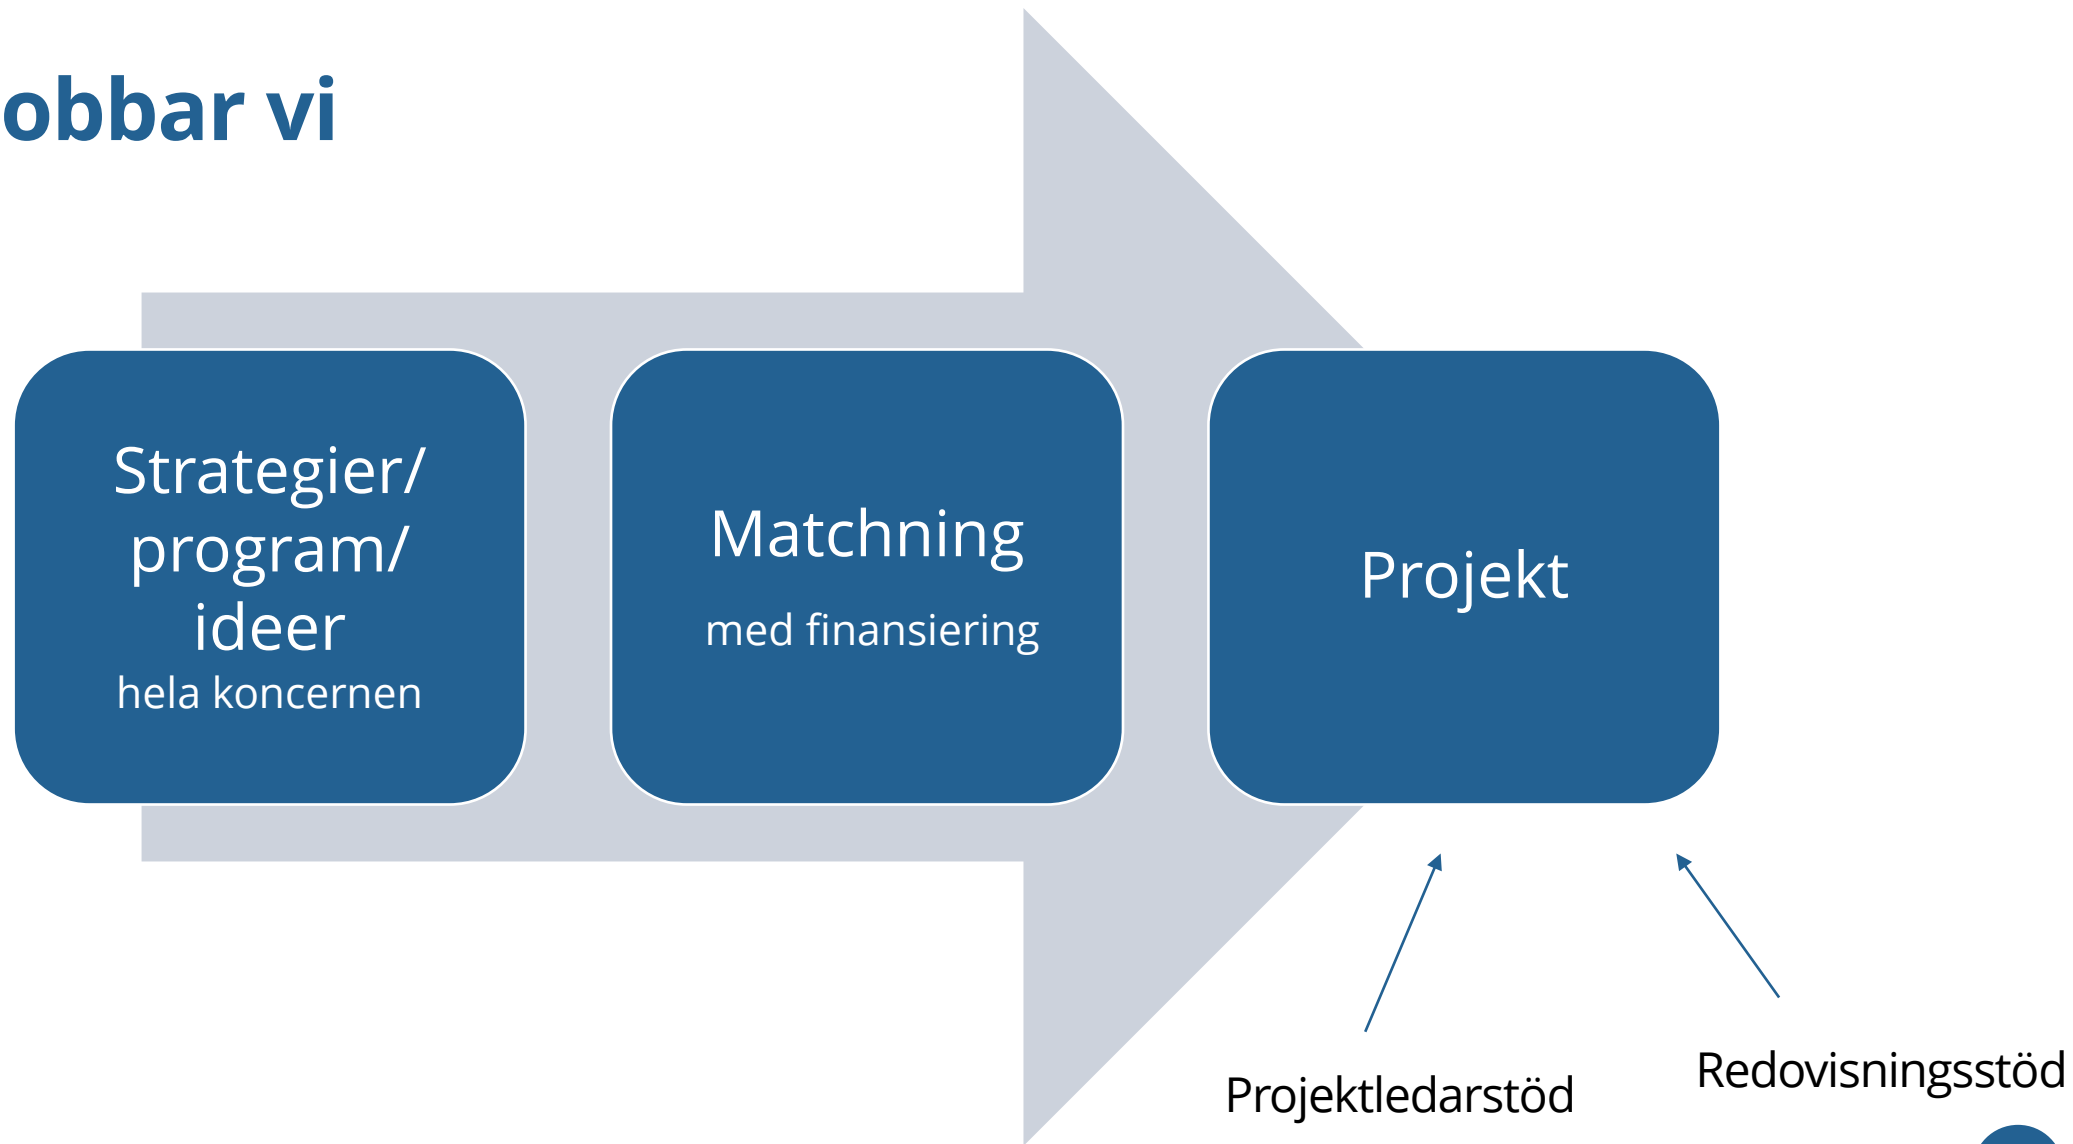 obbar vi
Strategier/
program/
ideer
hela koncernen
Matchning
med finansiering
Projekt
Projektledarstöd
Redovisningsstöd